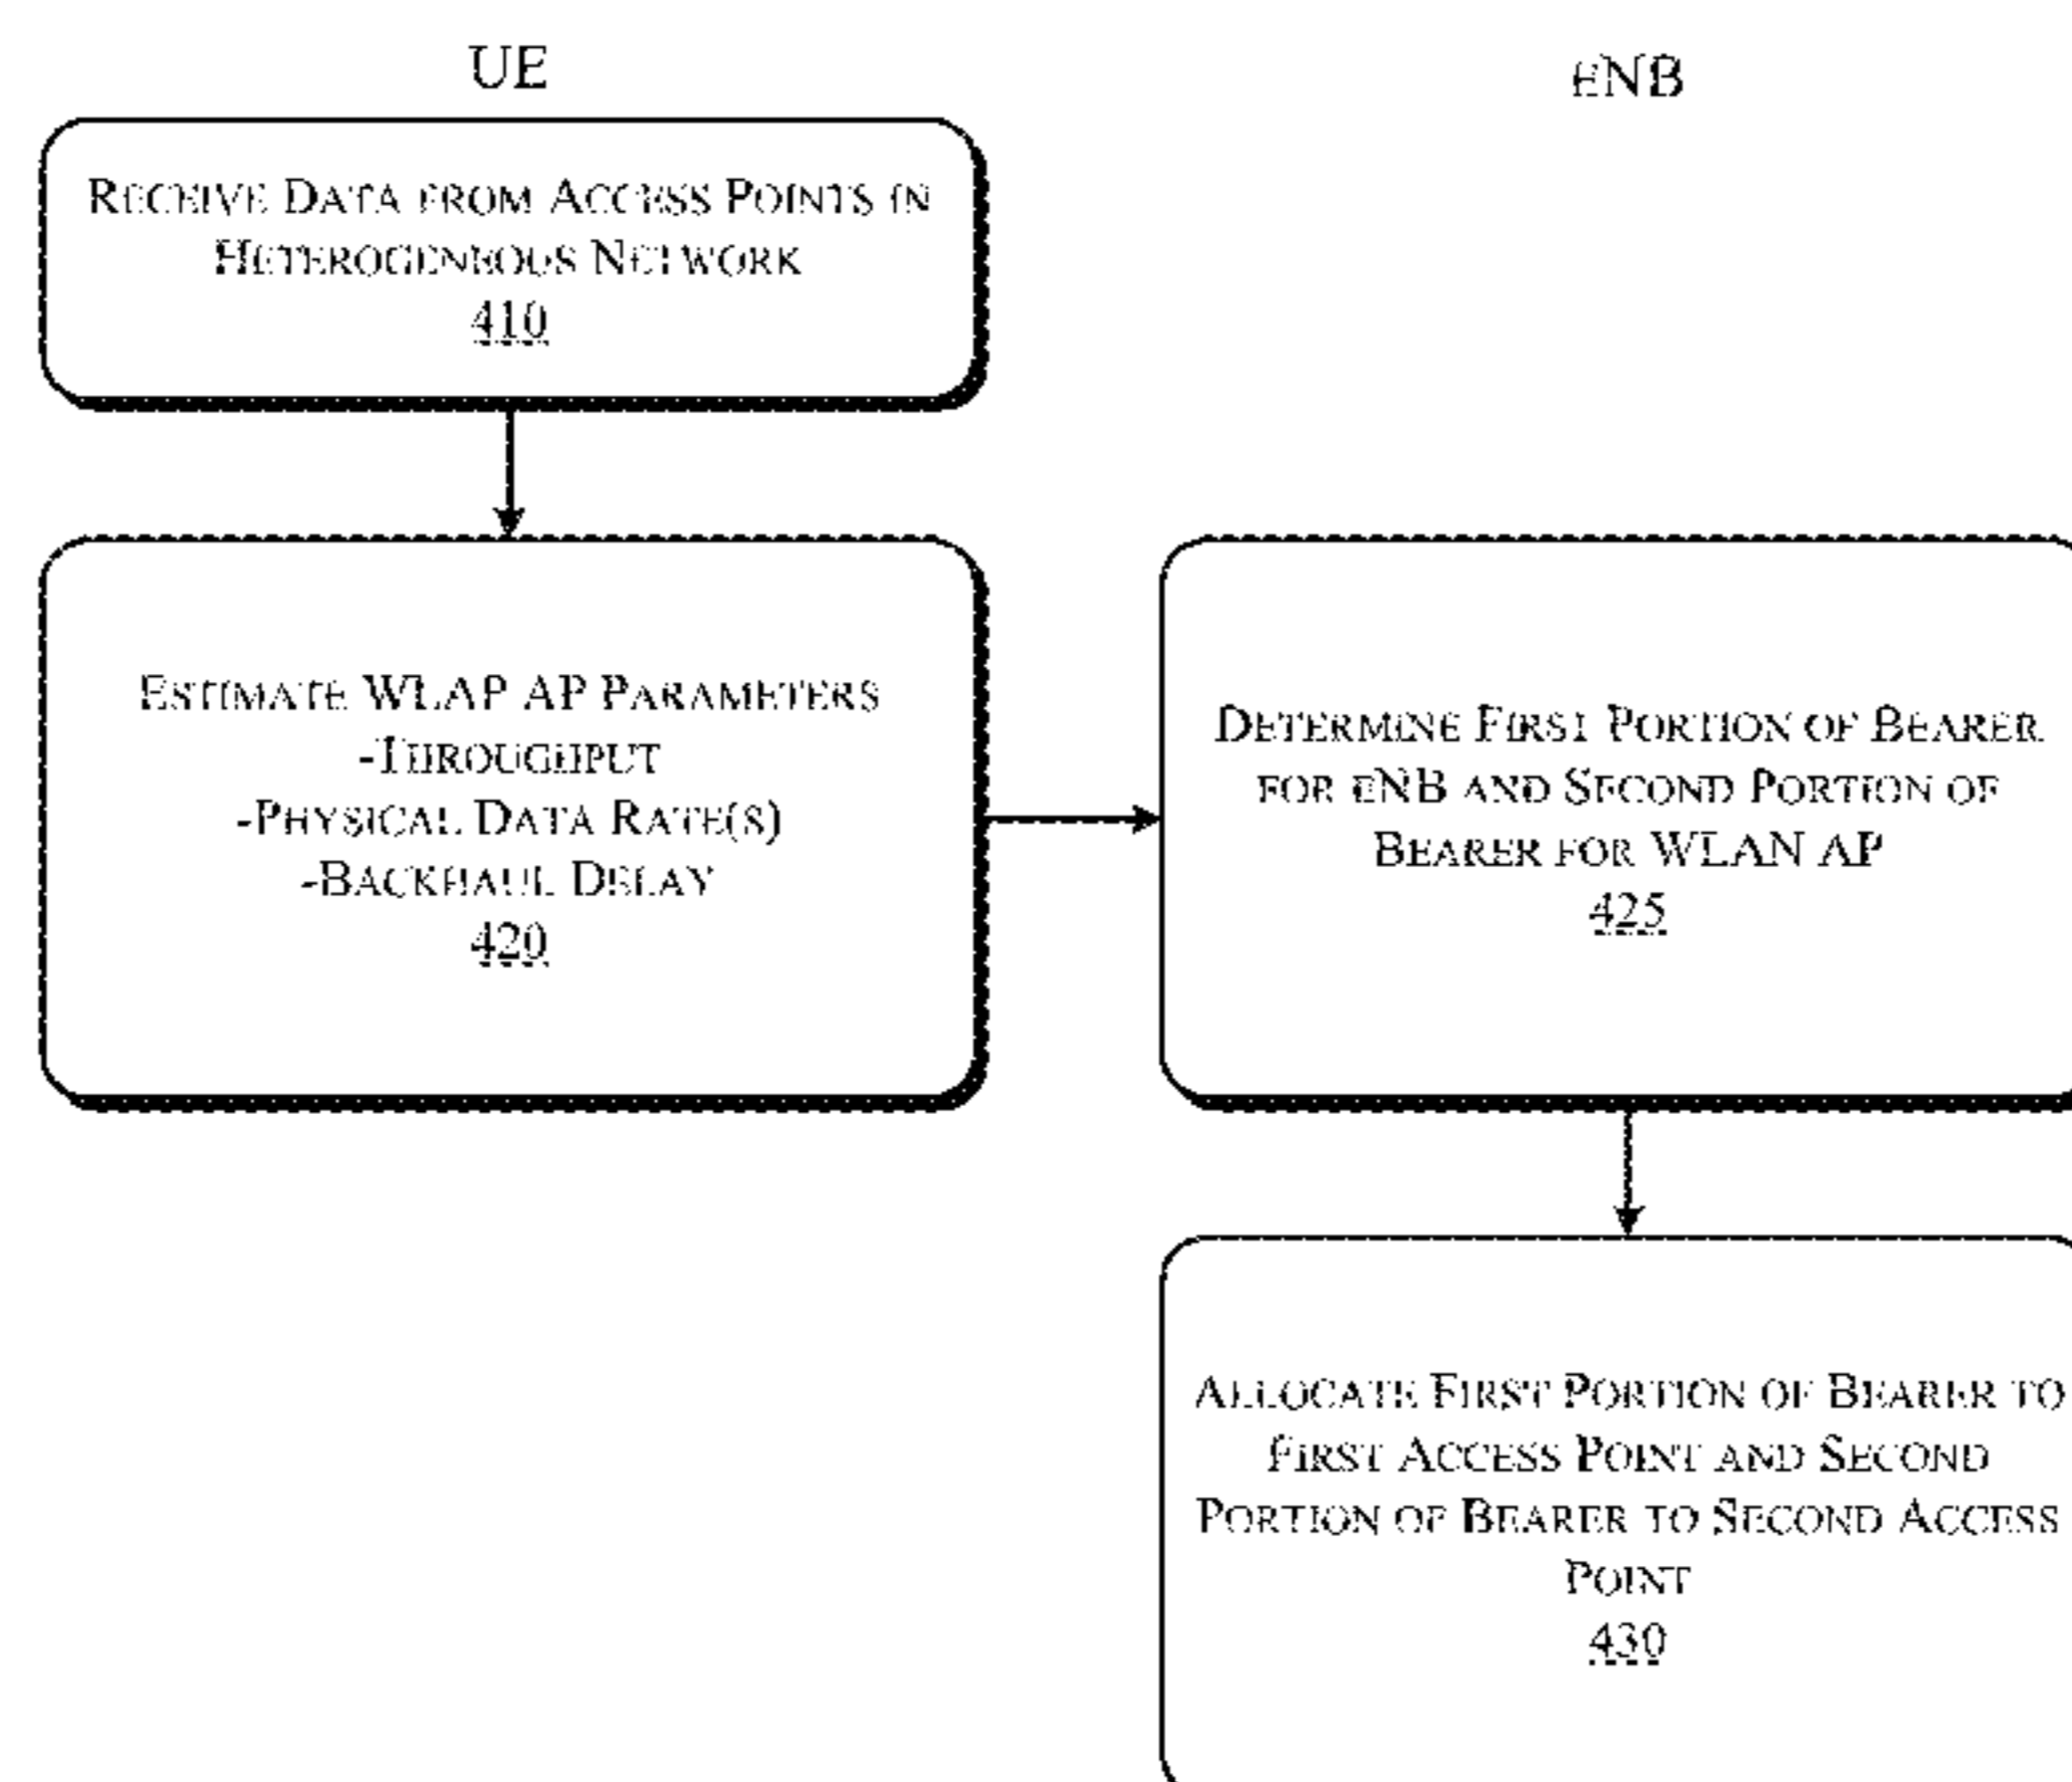 UE
eNB
RECEIVE DATA FROM ACCESS POINTS IN
HETEROGENEOUS NETWORK
410
ESTIMATE WLAP AP PARAMETERS
-THROUGHPUT
-PHYSICAL DATA RATE(S)
-BACKHAUL DELAY
420
DETERMINE FIRST PORTION OF BEARER
FOR ENB AND SECOND PORTION OF
BEARER FOR WLAN AP
425
ALLOCATE FIRST PORTION OF BEARER TO
FIRST ACCESS POINT AND SECOND
PORTION OF BEARER TO SECOND ACCESS
POINT
430